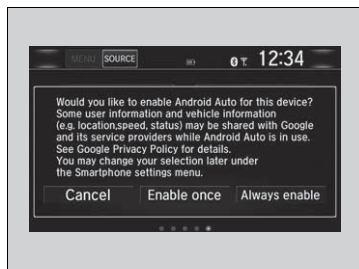 MENU SOURCE 12:34
Would you like to enable Android Auto for this device?
Some user information and vehicle
information
(e.g. location,speed, status) may be shared with Google
and its service providers while Android Auto is in use.
See Google Privacy Policy for details.
You may change your selection later under
the Smartphone settings menu.
Cancel Enable once Always enable